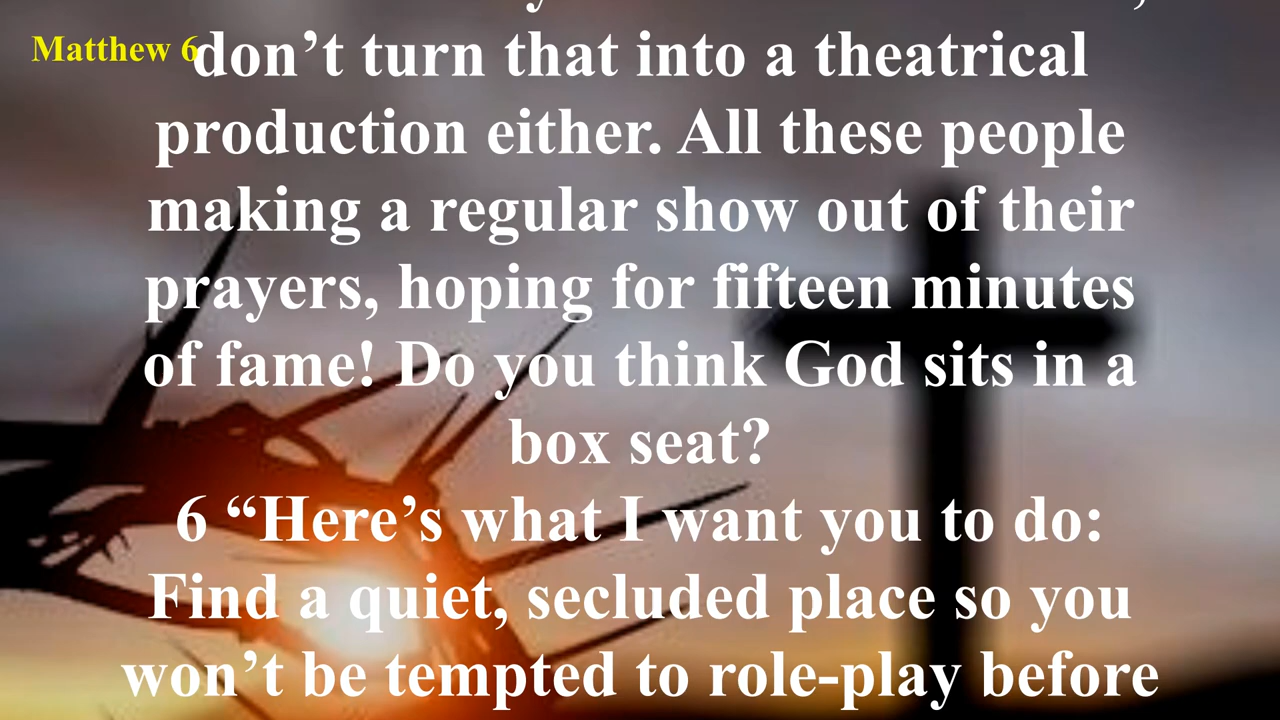 Matthew 6
don’t turn that into a theatrical
production either. All these people
making a regular show out of their
prayers, hoping for fifteen minutes
of fame! Do you think God sits in a
box seat?
6 “Here’s what I want you to do:
Find a quiet, secluded place so you
won’t be tempted to role-play before